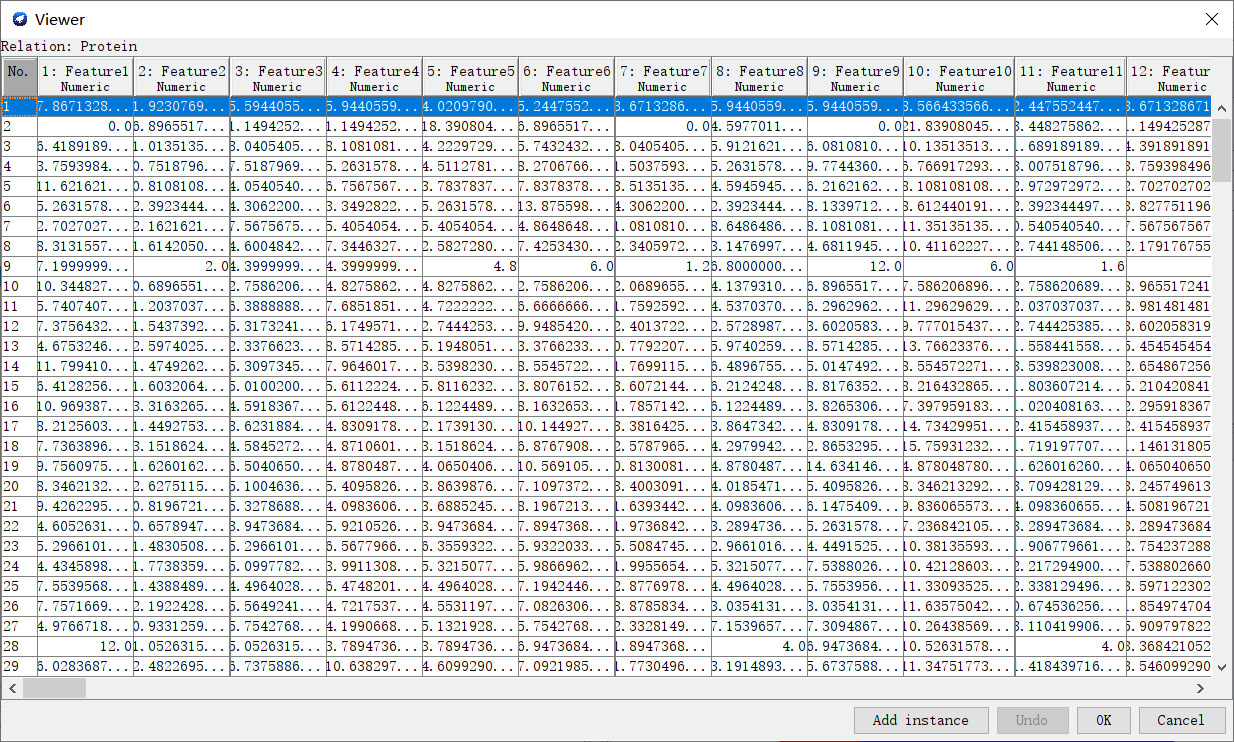 Viewer
Relation: Protein
No. 1: Feature1 2: Feature2 3: Feature3 4: Feature4 5: Feature5 6: Feature6 7: Feature7 8: Feature8 9: Feature9 10: Feature10 11: Feature11 12: Featur
Numeric Numeric Numeric Numeric Numeric Numeric Numeric Numeric Numeric Numeric Numeric Numeric
1 7.8671328... 1.9230769... 5.5944055... 5.9440559... 4.0209790... 5.2447552... 3.6713286... 5.9440559... 5.9440559... 3.566433566... 2.447552447... 3.671328671
2 0.0 6.8965517... 1.1494252... 1.1494252... 18.390804... 6.8965517... 0.0 4.5977011... 0.0 21.83908045... 3.448275862... 1.149425287
3 6.4189189... 1.0135135... 3.0405405... 8.1081081... 4.2229729... 5.7432432... 3.0405405... 5.9121621... 6.0810810... 10.13513513... 1.689189189... 4.391891891
4 3.7593984... 0.7518796... 7.5187969... 5.2631578... 4.5112781... 8.2706766... 1.5037593... 5.2631578... 9.7744360... 6.766917293... 3.007518796... 3.759398496
5 11.621621... 0.8108108... 4.0540540... 6.7567567... 3.7837837... 7.8378378... 3.5135135... 4.5945945... 6.2162162... 3.108108108... 2.972972972... 2.702702702
6 5.2631578... 2.3923444... 4.3062200... 3.3492822... 5.2631578... 13.875598... 4.3062200... 2.3923444... 8.1339712... 3.612440191... 2.392344497... 3.827751196
7 2.7027027... 2.1621621... 7.5675675... 5.4054054... 5.4054054... 4.8648648... 1.0810810... 8.6486486... 8.1081081... 11.35135135... 0.540540540... 7.567567567
8 8.3131557... 1.6142050... 4.6004842... 7.3446327... 2.5827280... 7.4253430... 2.3405972... 3.1476997... 4.6811945... 10.41162227... 2.744148506... 2.179176755
9 7.1999999... 2.0 4.3999999... 4.3999999... 4.8 6.0 1.2 6.8000000... 12.0 6.0 1.6
10 10.344827... 0.6896551... 2.7586206... 4.8275862... 4.8275862... 2.7586206... 2.0689655... 4.1379310... 6.8965517... 7.586206896... 2.758620689... 3.965517241
11 5.7407407... 1.2037037... 6.3888888... 7.6851851... 4.7222222... 6.6666666... 1.7592592... 4.5370370... 6.2962962... 11.29629629... 2.037037037... 3.981481481
12 7.3756432... 1.5437392... 5.3173241... 6.1749571... 2.7444253... 9.9485420... 2.4013722... 2.5728987... 3.6020583... 9.777015437... 2.744425385... 3.602058319
13 4.6753246... 2.5974025... 2.3376623... 8.5714285... 5.1948051... 3.3766233... 0.7792207... 5.9740259... 8.5714285... 13.76623376... 1.558441558... 5.454545454
14 11.799410... 1.4749262... 5.3097345... 7.9646017... 3.5398230... 8.5545722... 1.7699115... 6.4896755... 5.0147492... 3.554572271... 3.539823008... 2.654867256
15 6.4128256... 1.6032064... 5.0100200... 5.6112224... 5.8116232... 3.8076152... 3.6072144... 6.2124248... 8.8176352... 3.216432865... 1.803607214... 5.210420841
16 10.969387... 3.3163265... 4.5918367... 5.6122448... 6.1224489... 8.1632653... 1.7857142... 6.1224489... 3.8265306... 7.397959183... 1.020408163... 2.295918367
17 8.2125603... 1.4492753... 3.6231884... 4.8309178... 2.1739130... 10.144927... 3.3816425... 3.8647342... 4.8309178... 14.73429951... 2.415458937... 2.415458937
18 7.7363896... 3.1518624... 4.5845272... 4.8710601... 3.1518624... 6.8767908... 2.5787965... 4.2979942... 2.8653295... 15.75931232... 1.719197707... 1.146131805
19 9.7560975... 1.6260162... 6.5040650... 4.8780487... 4.0650406... 10.569105... 0.8130081... 4.8780487... 14.634146... 4.878048780... 1.626016260... 4.065040650
20 8.3462132... 2.6275115... 5.1004636... 5.4095826... 3.8639876... 7.1097372... 3.4003091... 4.0185471... 5.4095826... 3.346213292... 3.709428129... 3.245749613
21 9.4262295... 0.8196721... 5.3278688... 4.0983606... 3.6885245... 8.1967213... 1.6393442... 4.0983606... 6.1475409... 9.836065573... 4.098360655... 4.508196721
22 4.6052631... 0.6578947... 3.9473684... 5.9210526... 3.9473684... 7.8947368... 1.9736842... 3.2894736... 5.2631578... 7.236842105... 3.289473684... 3.289473684
23 5.2966101... 1.4830508... 5.2966101... 6.5677966... 6.3559322... 5.9322033... 5.5084745... 2.9661016... 4.4491525... 10.38135593... 1.906779661... 2.754237288
24 4.4345898... 1.7738359... 5.0997782... 3.9911308... 5.3215077... 5.9866962... 1.9955654... 5.3215077... 7.5388026... 10.42128603... 2.217294900... 7.538802660
25 7.5539568... 1.4388489... 4.4964028... 6.4748201... 4.4964028... 7.1942446... 2.8776978... 4.4964028... 5.7553956... 11.33093525... 2.338129496... 3.597122302
26 7.7571669... 2.1922428... 5.5649241... 4.7217537... 4.5531197... 7.0826306... 3.8785834... 3.0354131... 3.0354131... 11.63575042... 0.674536256... 1.854974704
27 4.9766718... 0.9331259... 5.7542768... 4.1990668... 5.1321928... 5.7542768... 2.3328149... 7.1539657... 7.3094867... 10.26438569... 3.110419906... 5.909797822
28 12.0 1.0526315... 5.0526315... 3.7894736... 3.7894736... 6.9473684... 1.8947368... 4.0 6.9473684... 10.52631578... 4.0 3.368421052
29 6.0283687... 2.4822695... 6.7375886... 10.638297... 4.6099290... 7.0921985... 1.7730496... 3.1914893... 5.6737588... 11.34751773... 1.418439716... 3.546099290
Add instance Undo OK Cancel